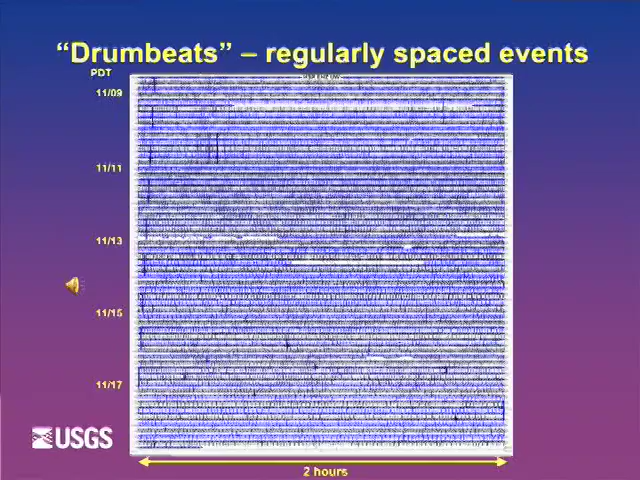 “Drumbeats” – regularly spaced events
PDT
11/09
11/11
11/13
11/15
11/17
USGS
2 hours